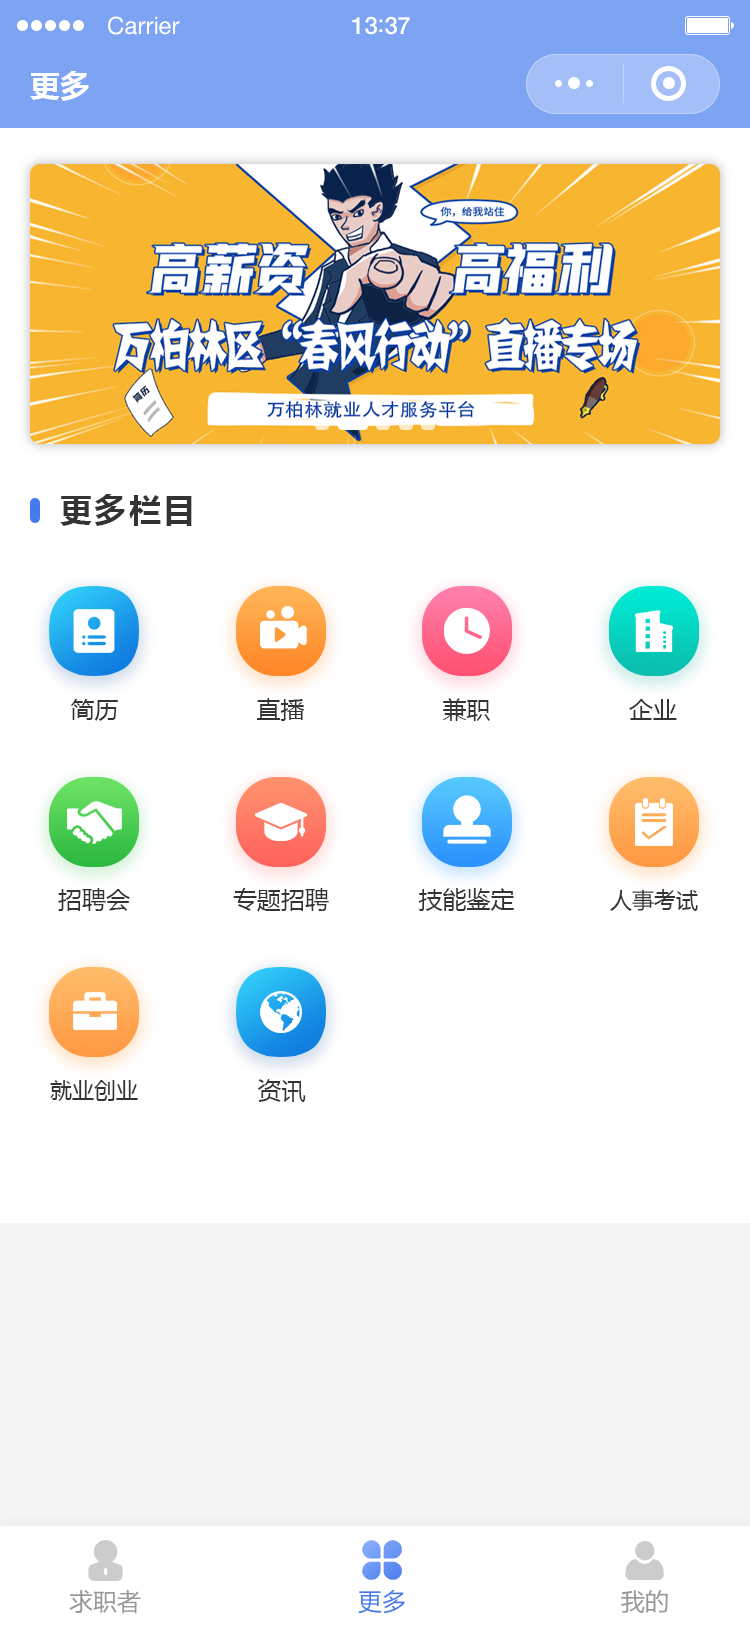 Carrier 13:37
更多
你，给我站住
高薪资 高福利
万柏林区“春风行动”直播专场
简历
万柏林就业人才服务平台
更多栏目
简历 直播 兼职 企业
招聘会 专题招聘 技能鉴定 人事考试
就业创业 资讯
求职者 更多 我的